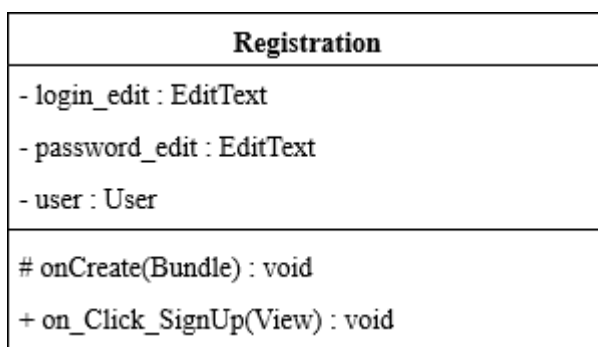 Registration
- login_edit : EditText
- password_edit : EditText
- user : User
# onCreate(Bundle) : void
+ on_Click_SignUp(View) : void